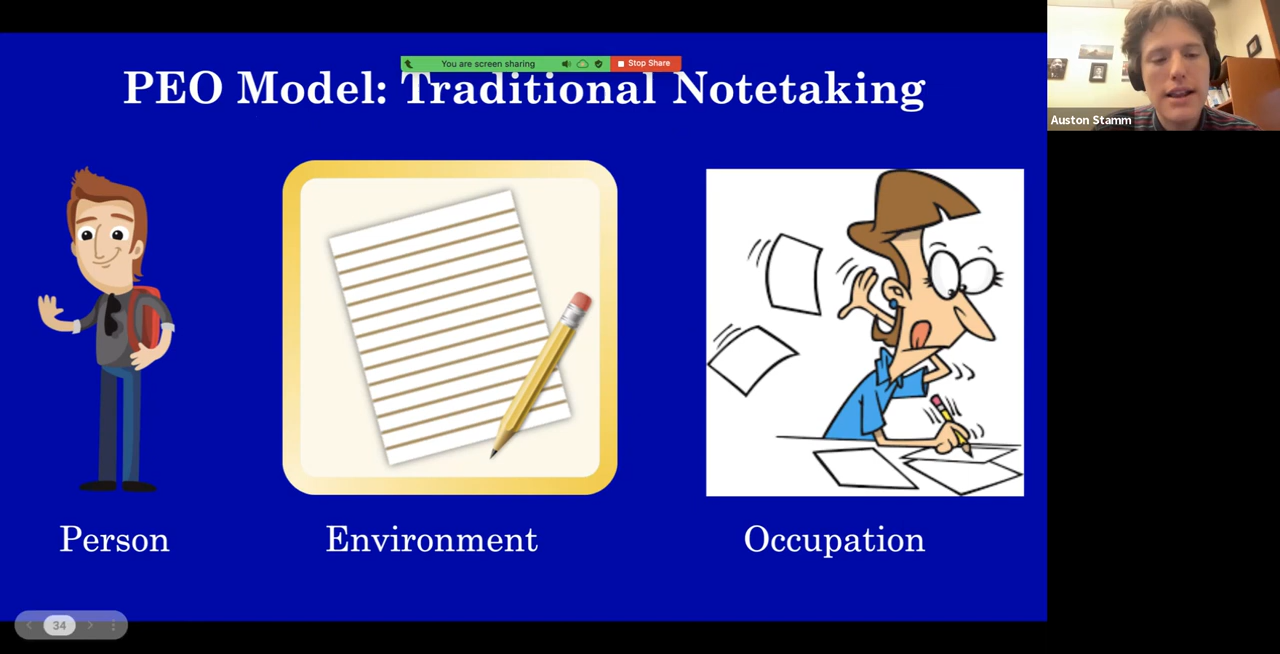 You are screen sharing
Stop Share
PEO Model: Traditional Notetaking
Auston Stamm
Person
Environment
Occupation
34